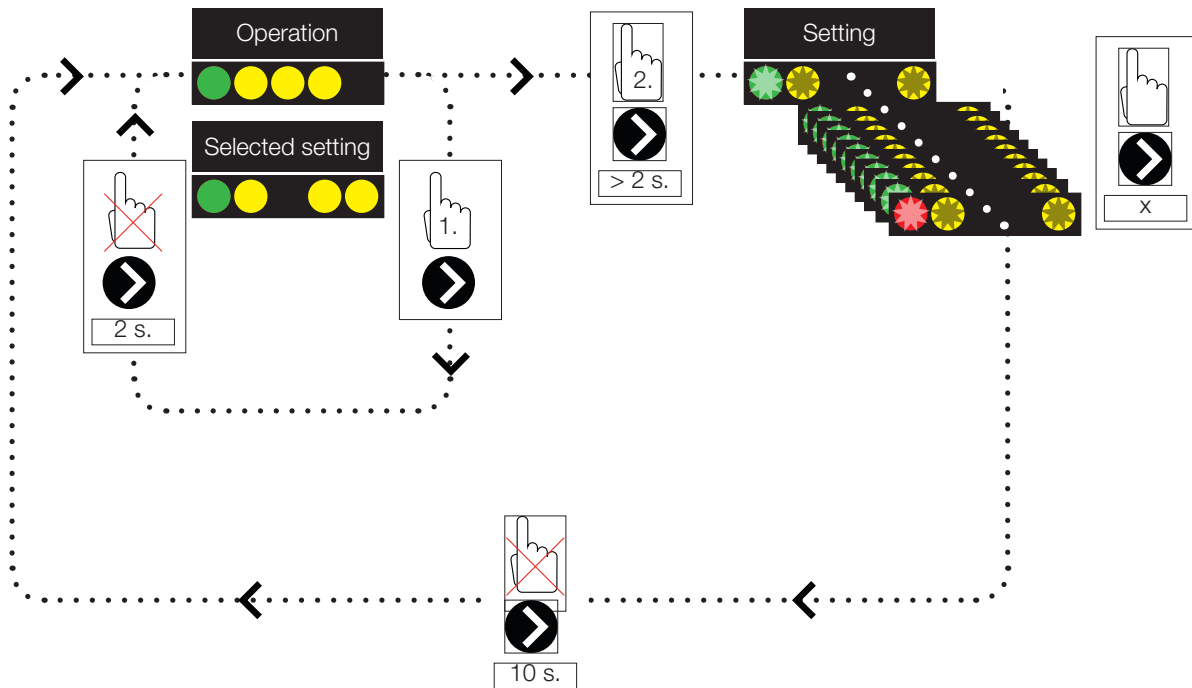 Operation
Selected setting
2 s.
1.
2.
> 2 s.
Setting
x
10 s.